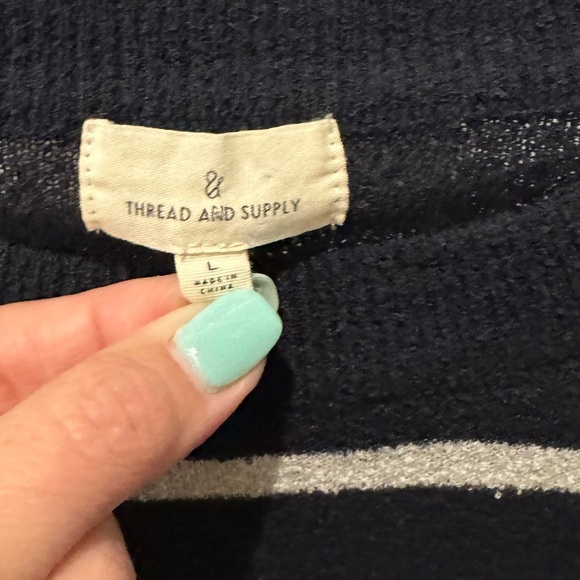 &
THREAD AND SUPPLY
L
MADE IN
CHINA